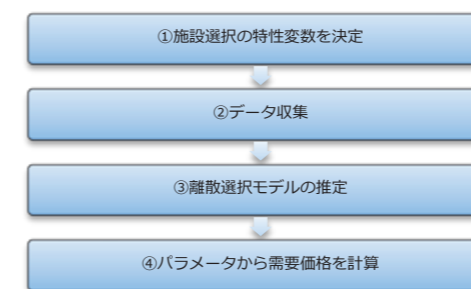 ①施設選択の特性変数を決定
②データ収集
③離散選択モデルの推定
④パラメータから需要価格を計算